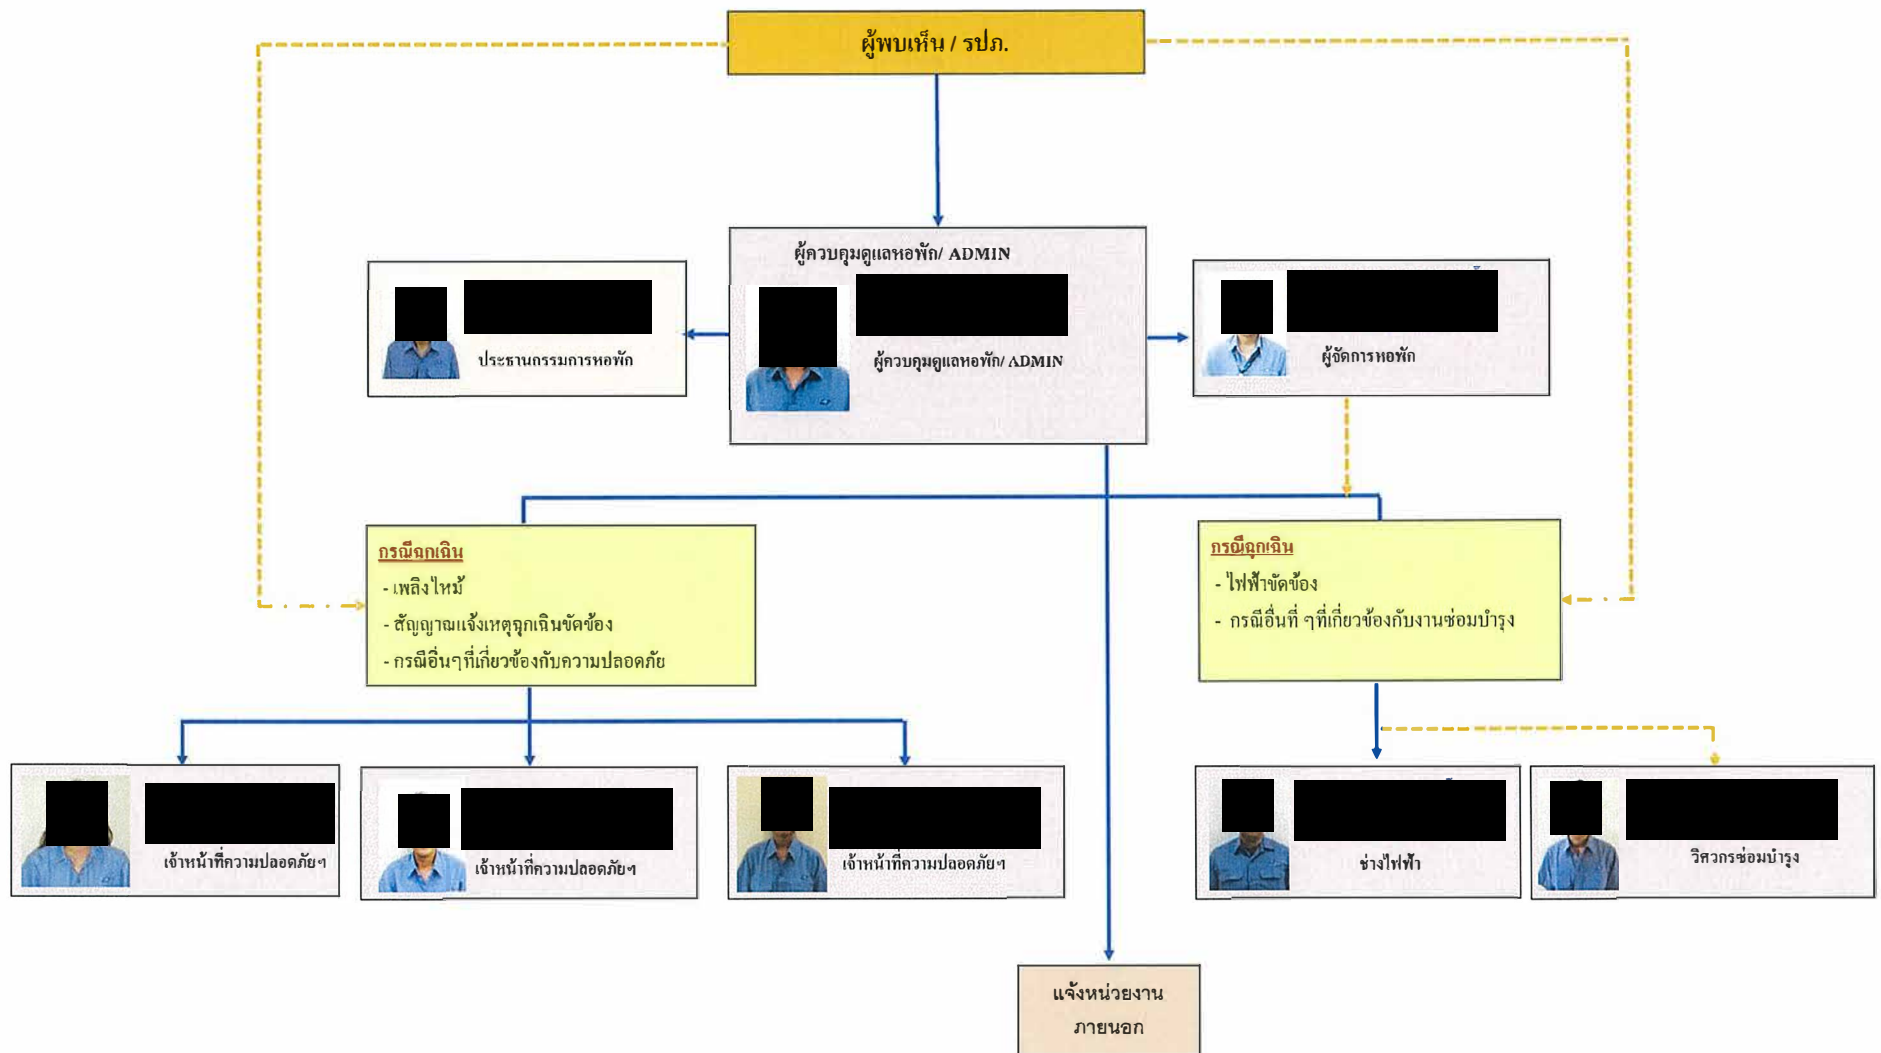 ผู้พบเห็น / รปภ.
ผู้ควบคุมดูแลหอพัก/ ADMIN
ประธานกรรมการหอพัก
ผู้ควบคุมดูแลหอพัก/ ADMIN
ผู้จัดการหอพัก
กรณีฉุกเฉิน
- เพลิงไหม้
- สัญญาณแจ้งเหตุฉุกเฉินขัดข้อง
- กรณีอื่นๆที่เกี่ยวข้องกับความปลอดภัย
กรณีฉุกเฉิน
- ไฟฟ้าขัดข้อง
- กรณีอื่นที่ ๆที่เกี่ยวข้องกับงานซ่อมบำรุง
เจ้าหน้าที่ความปลอดภัยฯ
เจ้าหน้าที่ความปลอดภัยฯ
เจ้าหน้าที่ความปลอดภัยฯ
ช่างไฟฟ้า
วิศวกรซ่อมบำรุง
แจ้งหน่วยงาน
ภายนอก